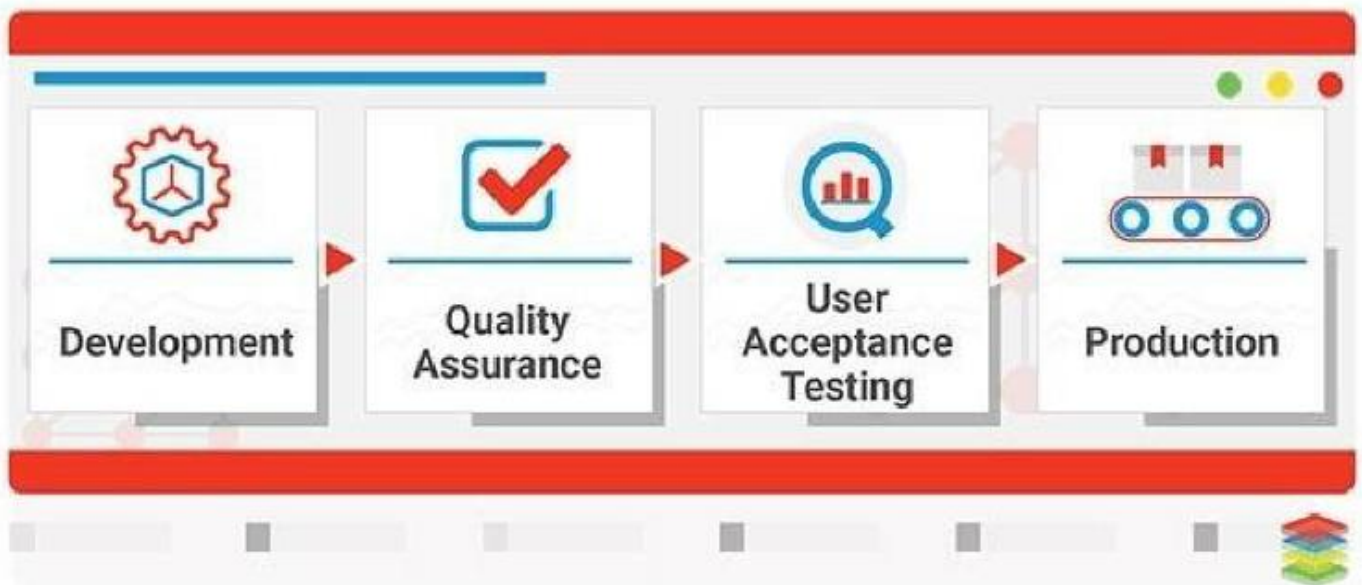 Development
Quality
Assurance
User
Acceptance
Testing
Production